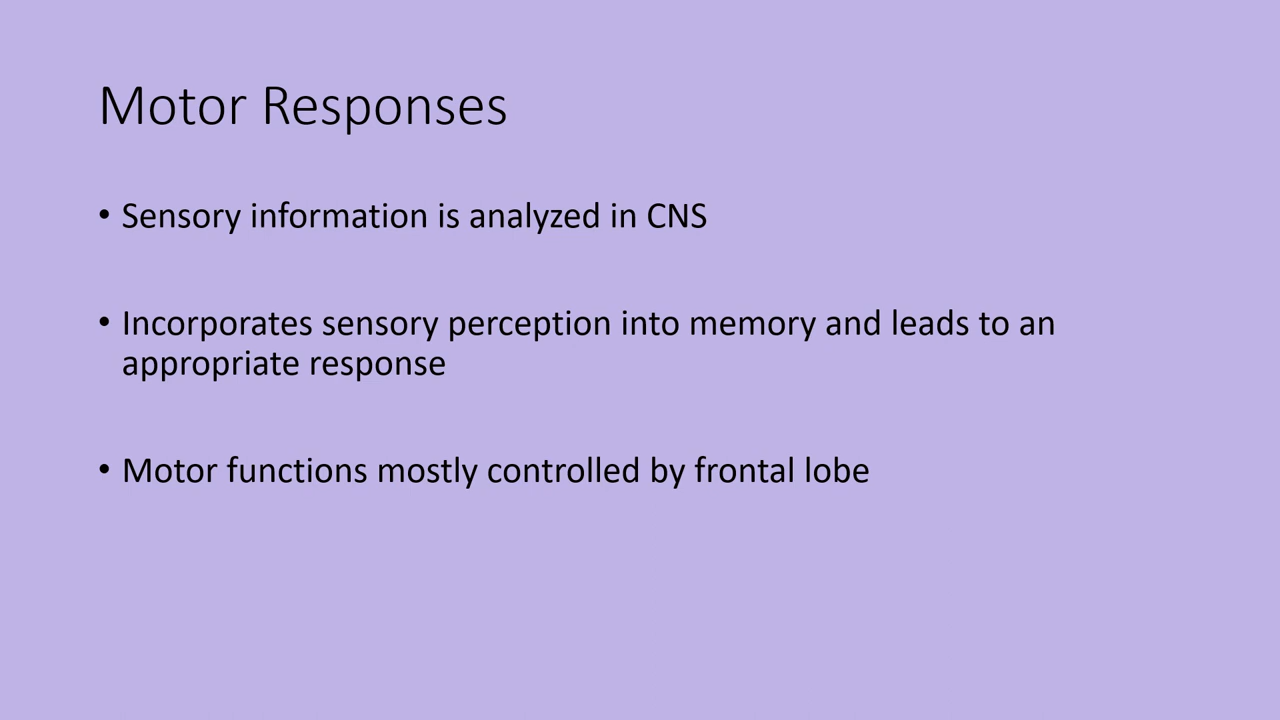 Motor Responses
• Sensory information is analyzed in CNS
• Incorporates sensory perception into memory and leads to an
appropriate response
• Motor functions mostly controlled by frontal lobe